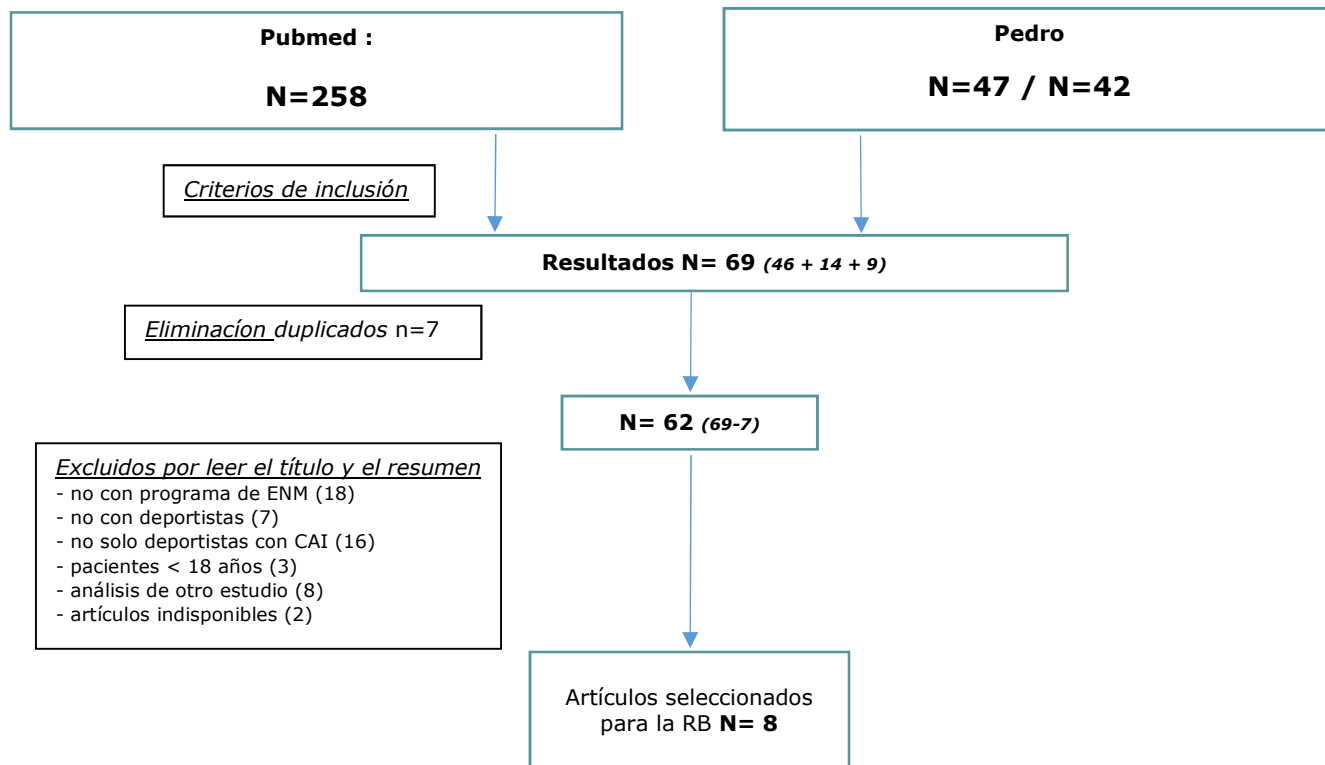 Pubmed :
N=258
Pedro
N=47 / N=42
Criterios de inclusión
Resultados N= 69 (46 + 14 + 9)
Eliminacíon duplicados n=7
N= 62 (69-7)
Excluidos por leer el título y el resumen
- no con programa de ENM (18)
- no con deportistas (7)
- no solo deportistas con CAI (16)
- pacientes < 18 años (3)
- análisis de otro estudio (8)
- artículos indisponibles (2)
Artículos seleccionados
para la RB N= 8